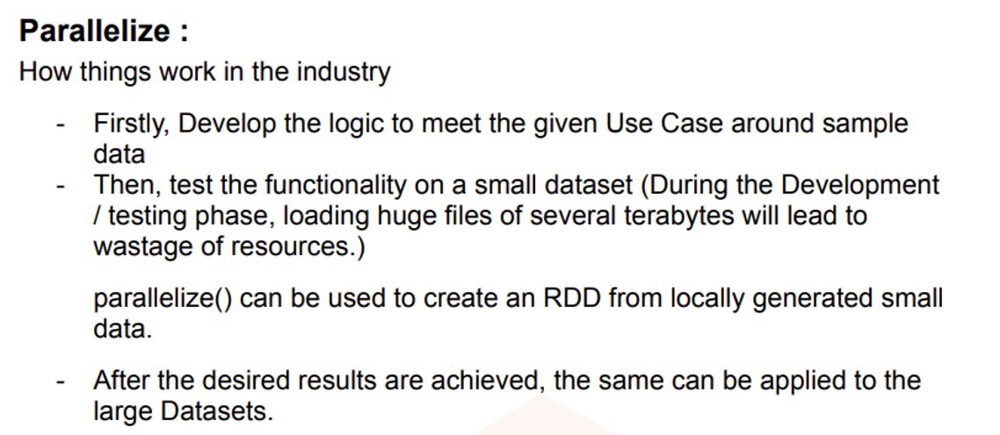 Parallelize :
How things work in the industry
- Firstly, Develop the logic to meet the given Use Case around sample
data
- Then, test the functionality on a small dataset (During the Development
/ testing phase, loading huge files of several terabytes will lead to
wastage of resources.)
parallelize() can be used to create an RDD from locally generated small
data.
- After the desired results are achieved, the same can be applied to the
large Datasets.